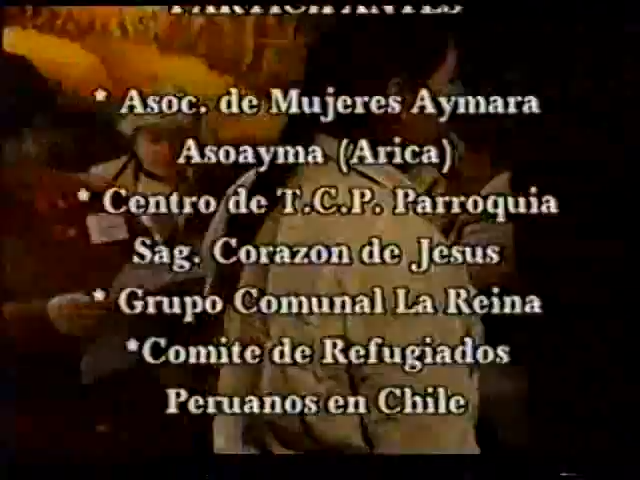 PARTICIPANTES
* Asoc. de Mujeres Aymara
Asoayma (Arica)
* Centro de T.C.P. Parroquia
Sag. Corazon de Jesus
* Grupo Comunal La Reina
*Comite de Refugiados
Peruanos en Chile